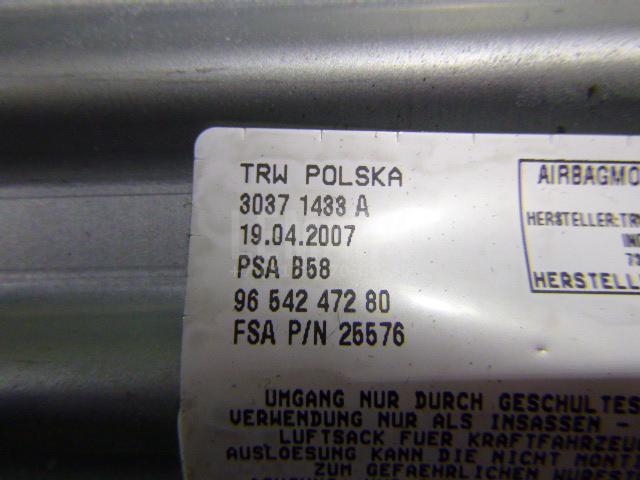 TRW POLSKA
3037 1433 A
19.04.2007
PSA B58
96 542 472 80
FSA P/N 25576
AIRBAGMO
HERSTELLER:TR
HERSTELL
UMGANG NUR DURCH GESCHULTES
VERWENDUNG NUR ALS INSASSEN -
LUFTSACK FUER KRAFTFAHRZEU
AUSLOESUNG KANN DIE NICHT MONTI
ZUM GEFAEHRLICHEN